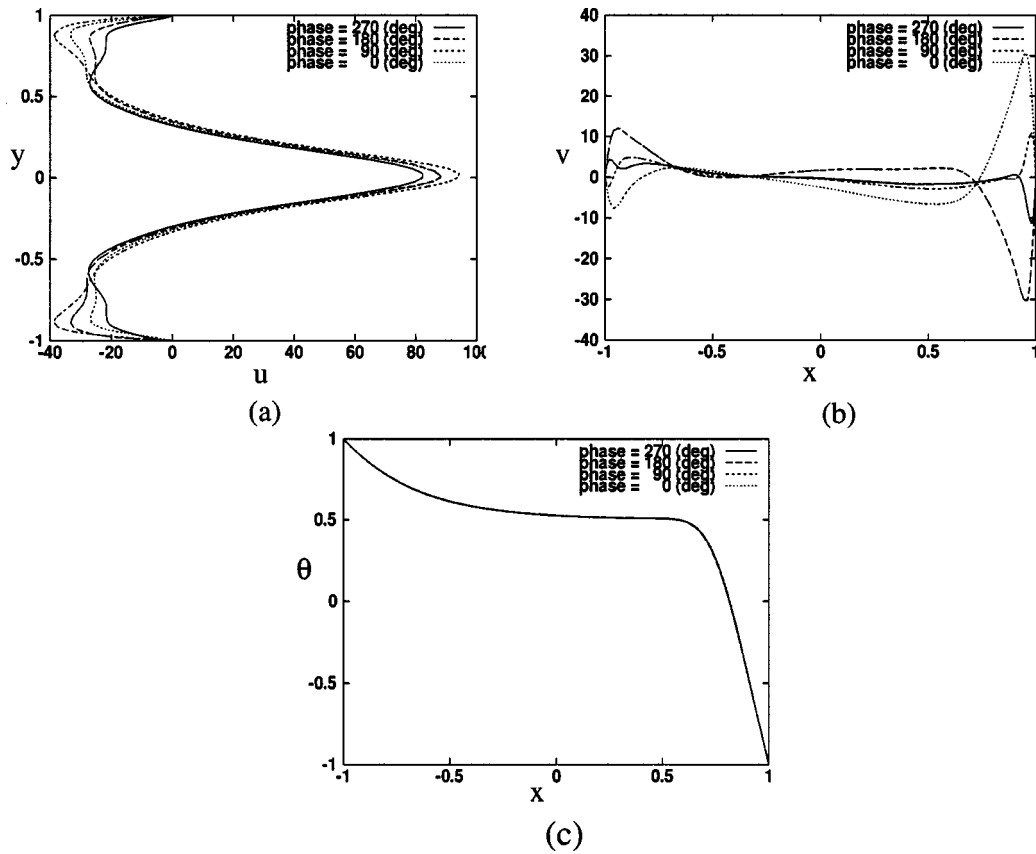 1
0.5
y 0
-0.5
-1
-40 -20 0 20 40 60 80 100
u
phase = 270 (deg)
phase = 180 (deg)
phase = 90 (deg)
phase = 0 (deg)
(a)
40
30
20
10
v 0
-10
-20
-30
-40
-1 -0.5 0 0.5 1
x
phase = 270 (deg)
phase = 180 (deg)
phase = 90 (deg)
phase = 0 (deg)
(b)
1
0.5
θ
0
-0.5
-1
-1 -0.5 0 0.5 1
x
phase = 270 (deg)
phase = 180 (deg)
phase = 90 (deg)
phase = 0 (deg)
(c)